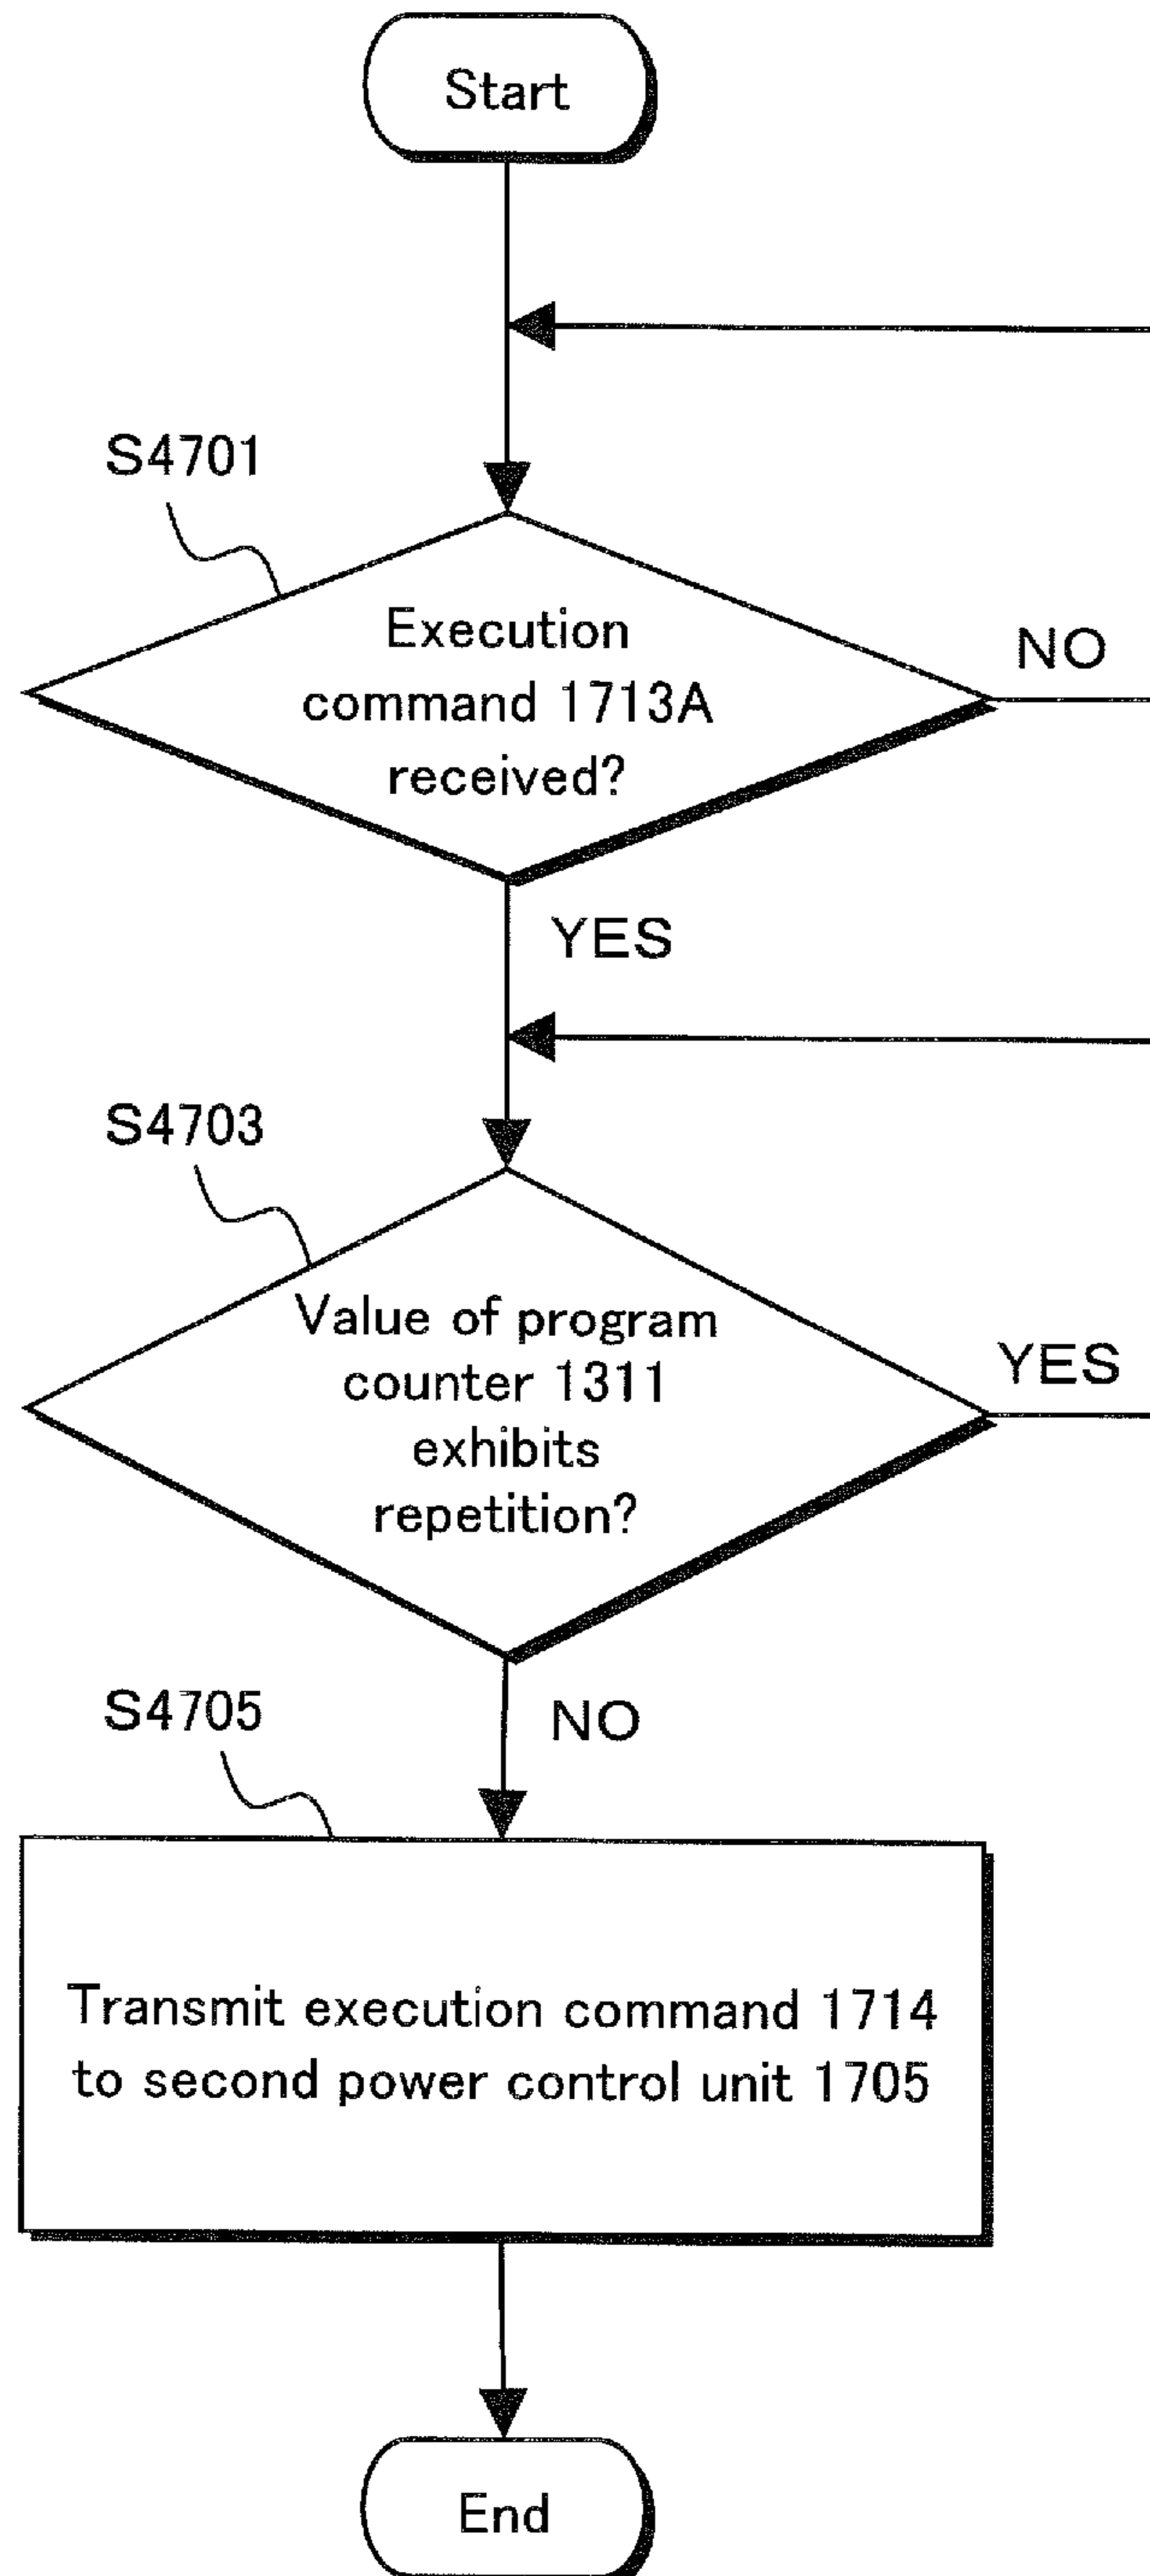 Start
S4701
Execution
command 1713A
received?
NO
YES
S4703
Value of program
counter 1311
exhibits
repetition?
YES
NO
S4705
Transmit execution command 1714
to second power control unit 1705
End